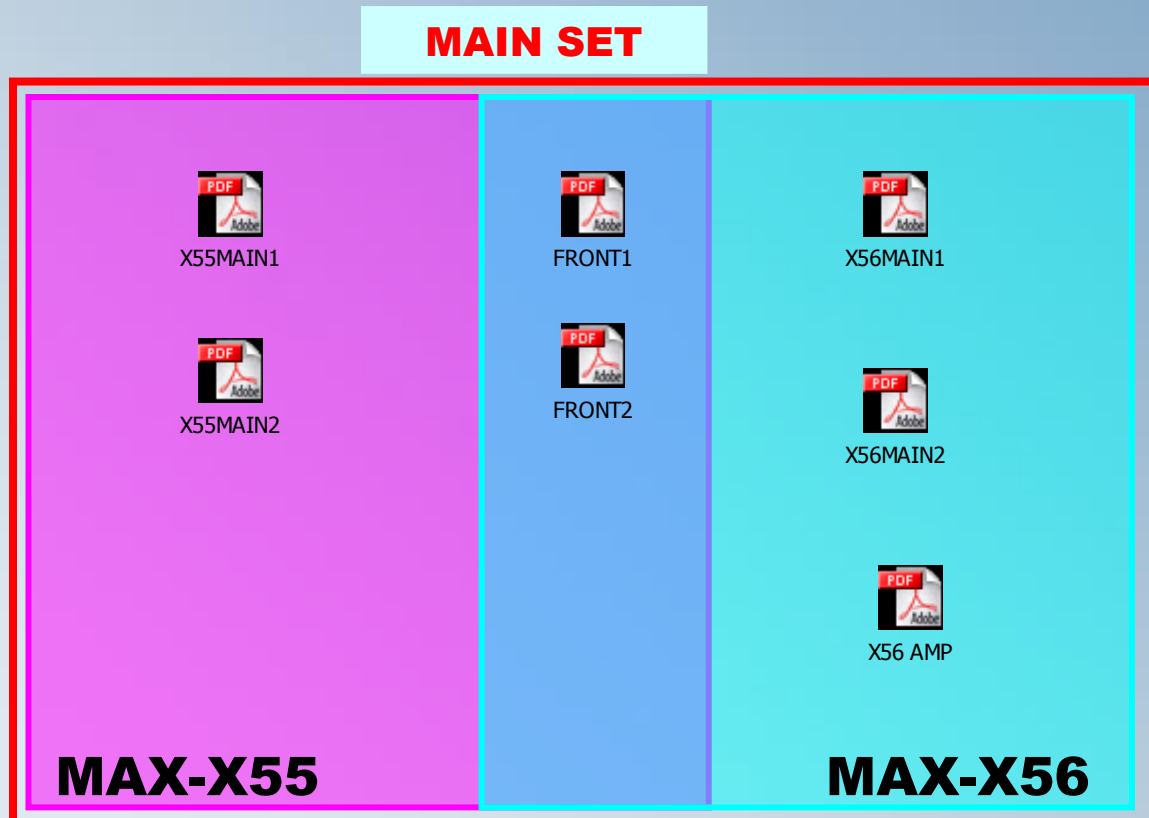 MAIN SET
PDF
Adobe
X55MAIN1
PDF
Adobe
FRONT1
PDF
Adobe
X56MAIN1
PDF
Adobe
X55MAIN2
PDF
Adobe
FRONT2
PDF
Adobe
X56MAIN2
PDF
Adobe
X56 AMP
MAX-X55
MAX-X56